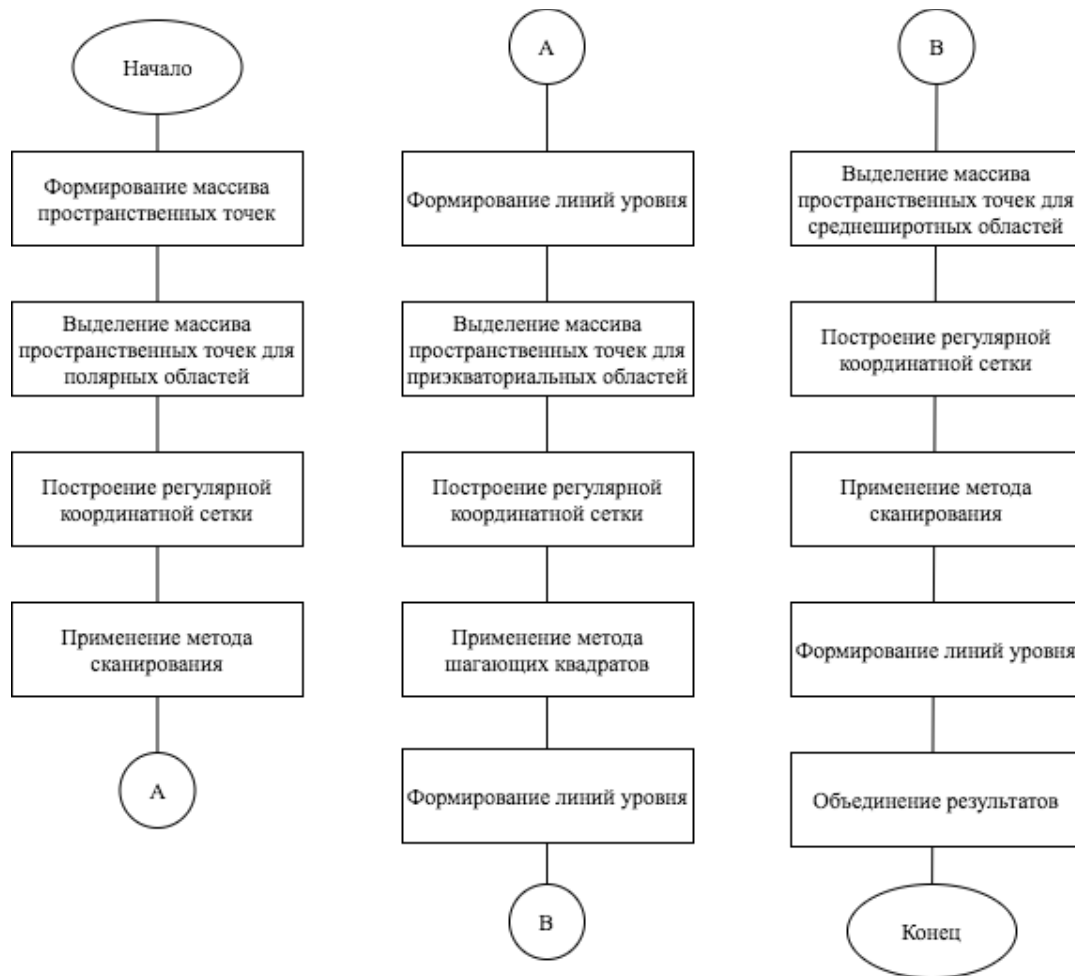 Начало
Формирование массива
пространственных точек
Выделение массива
пространственных точек для
полярных областей
Построение регулярной
координатной сетки
Применение метода
сканирования
А
А
Формирование линий уровня
Выделение массива
пространственных точек для
приэкваториальных областей
Построение регулярной
координатной сетки
Применение метода
шагающих квадратов
Формирование линий уровня
В
В
Выделение массива
пространственных точек для
среднеширотных областей
Построение регулярной
координатной сетки
Применение метода
сканирования
Формирование линий уровня
Объединение результатов
Конец